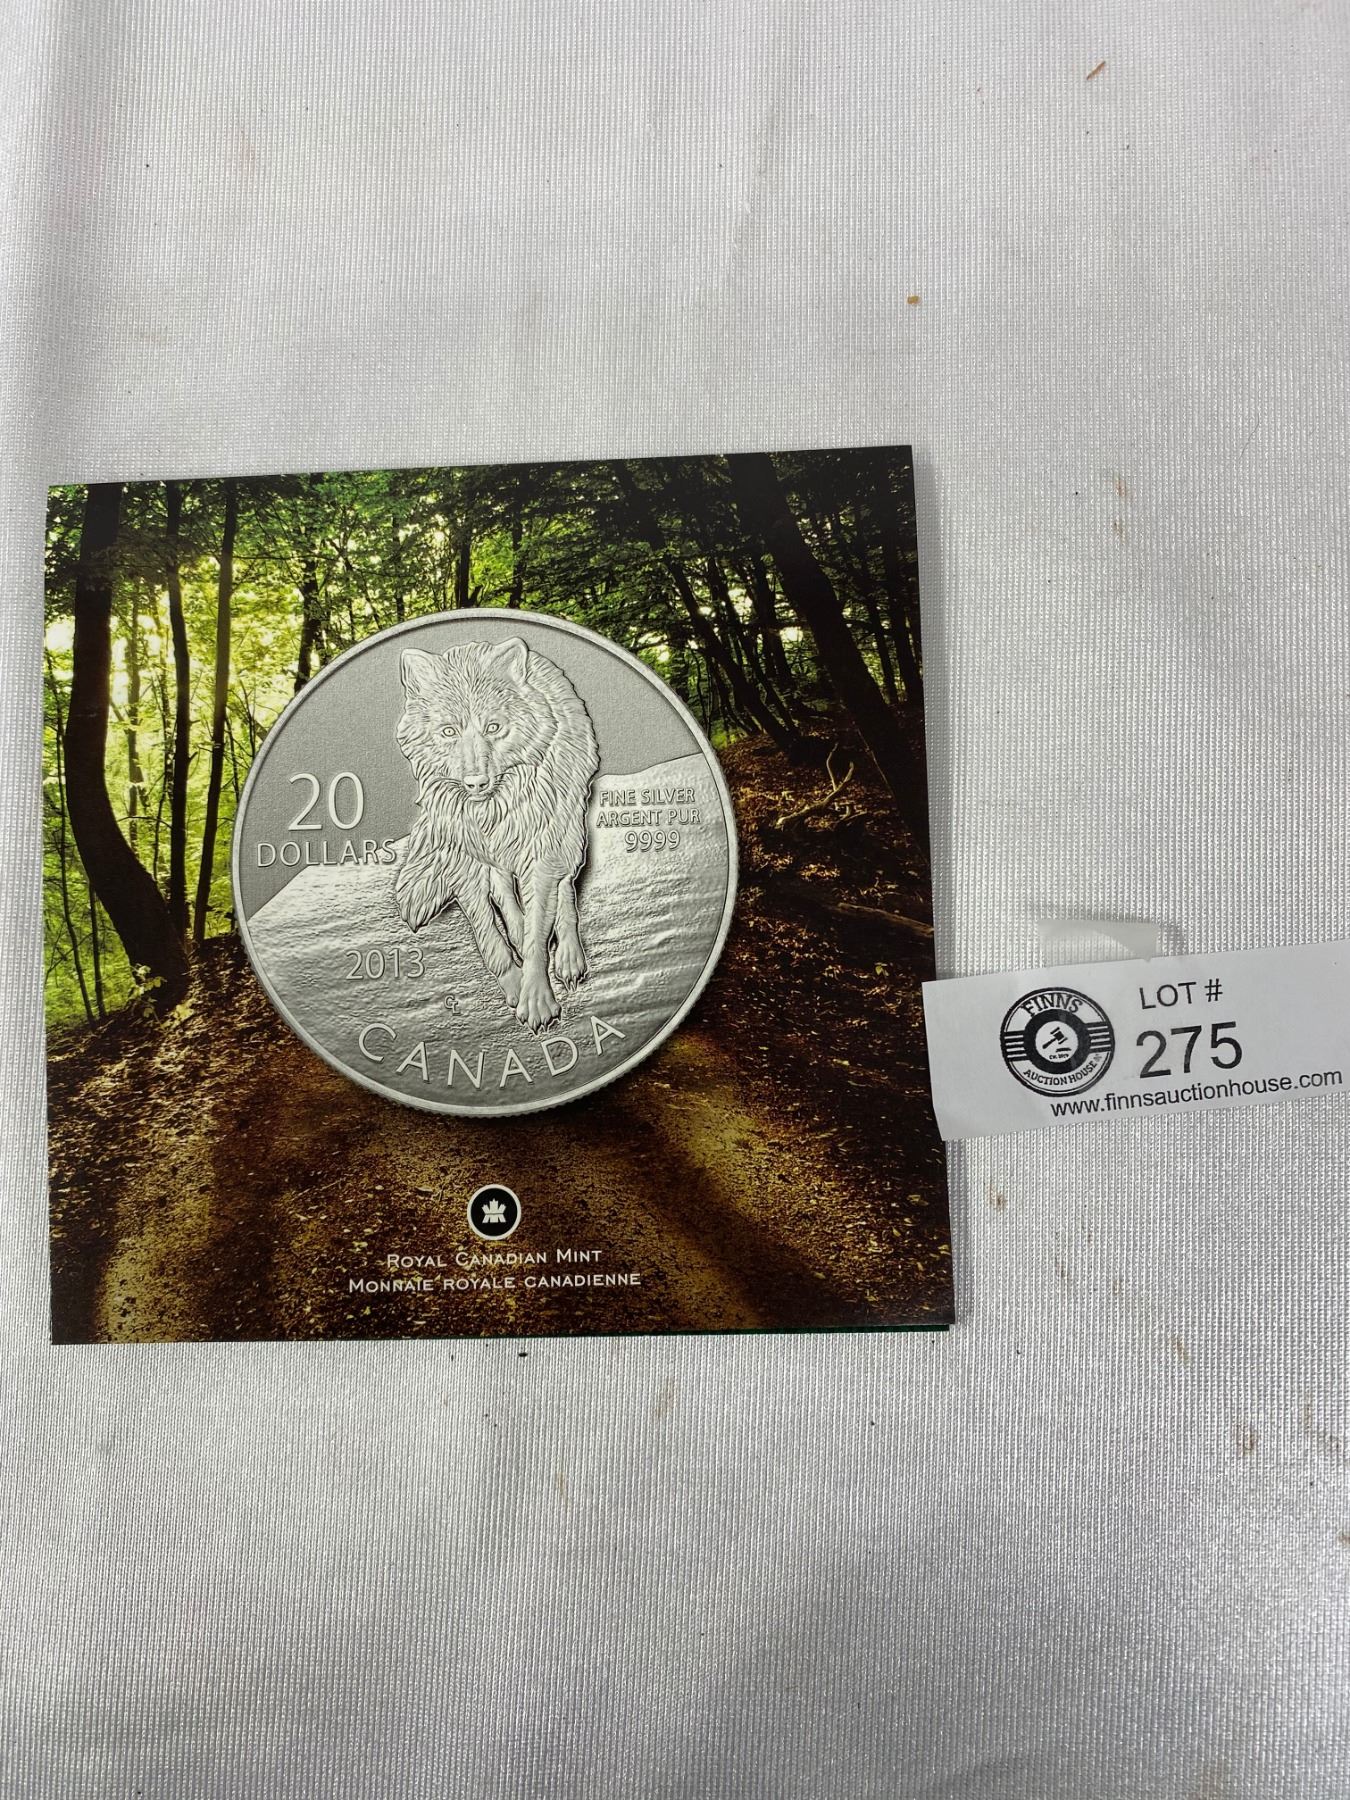 20
DOLLARS
FINE SILVER
ARGENT PUR
9999
2013
CANADA
ROYAL CANADIAN MINT
MONNAIE ROYALE CANADIENNE
FINNS
AUCTION HOUSE
LOT #
275
www.finnsauctionhouse.com